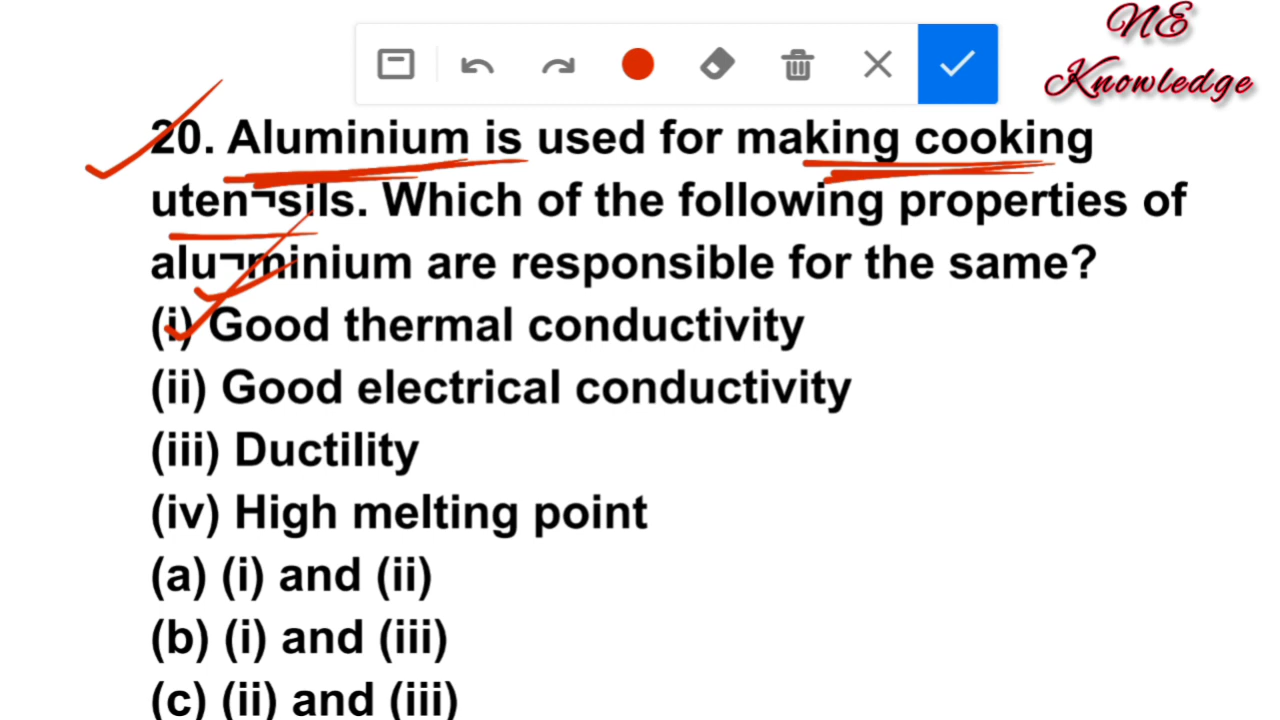 NE
Knowledge
20. Aluminium is used for making cooking
uten¬sils. Which of the following properties of
alu¬minium are responsible for the same?
(i) Good thermal conductivity
(ii) Good electrical conductivity
(iii) Ductility
(iv) High melting point
(a) (i) and (ii)
(b) (i) and (iii)
(c) (ii) and (iii)